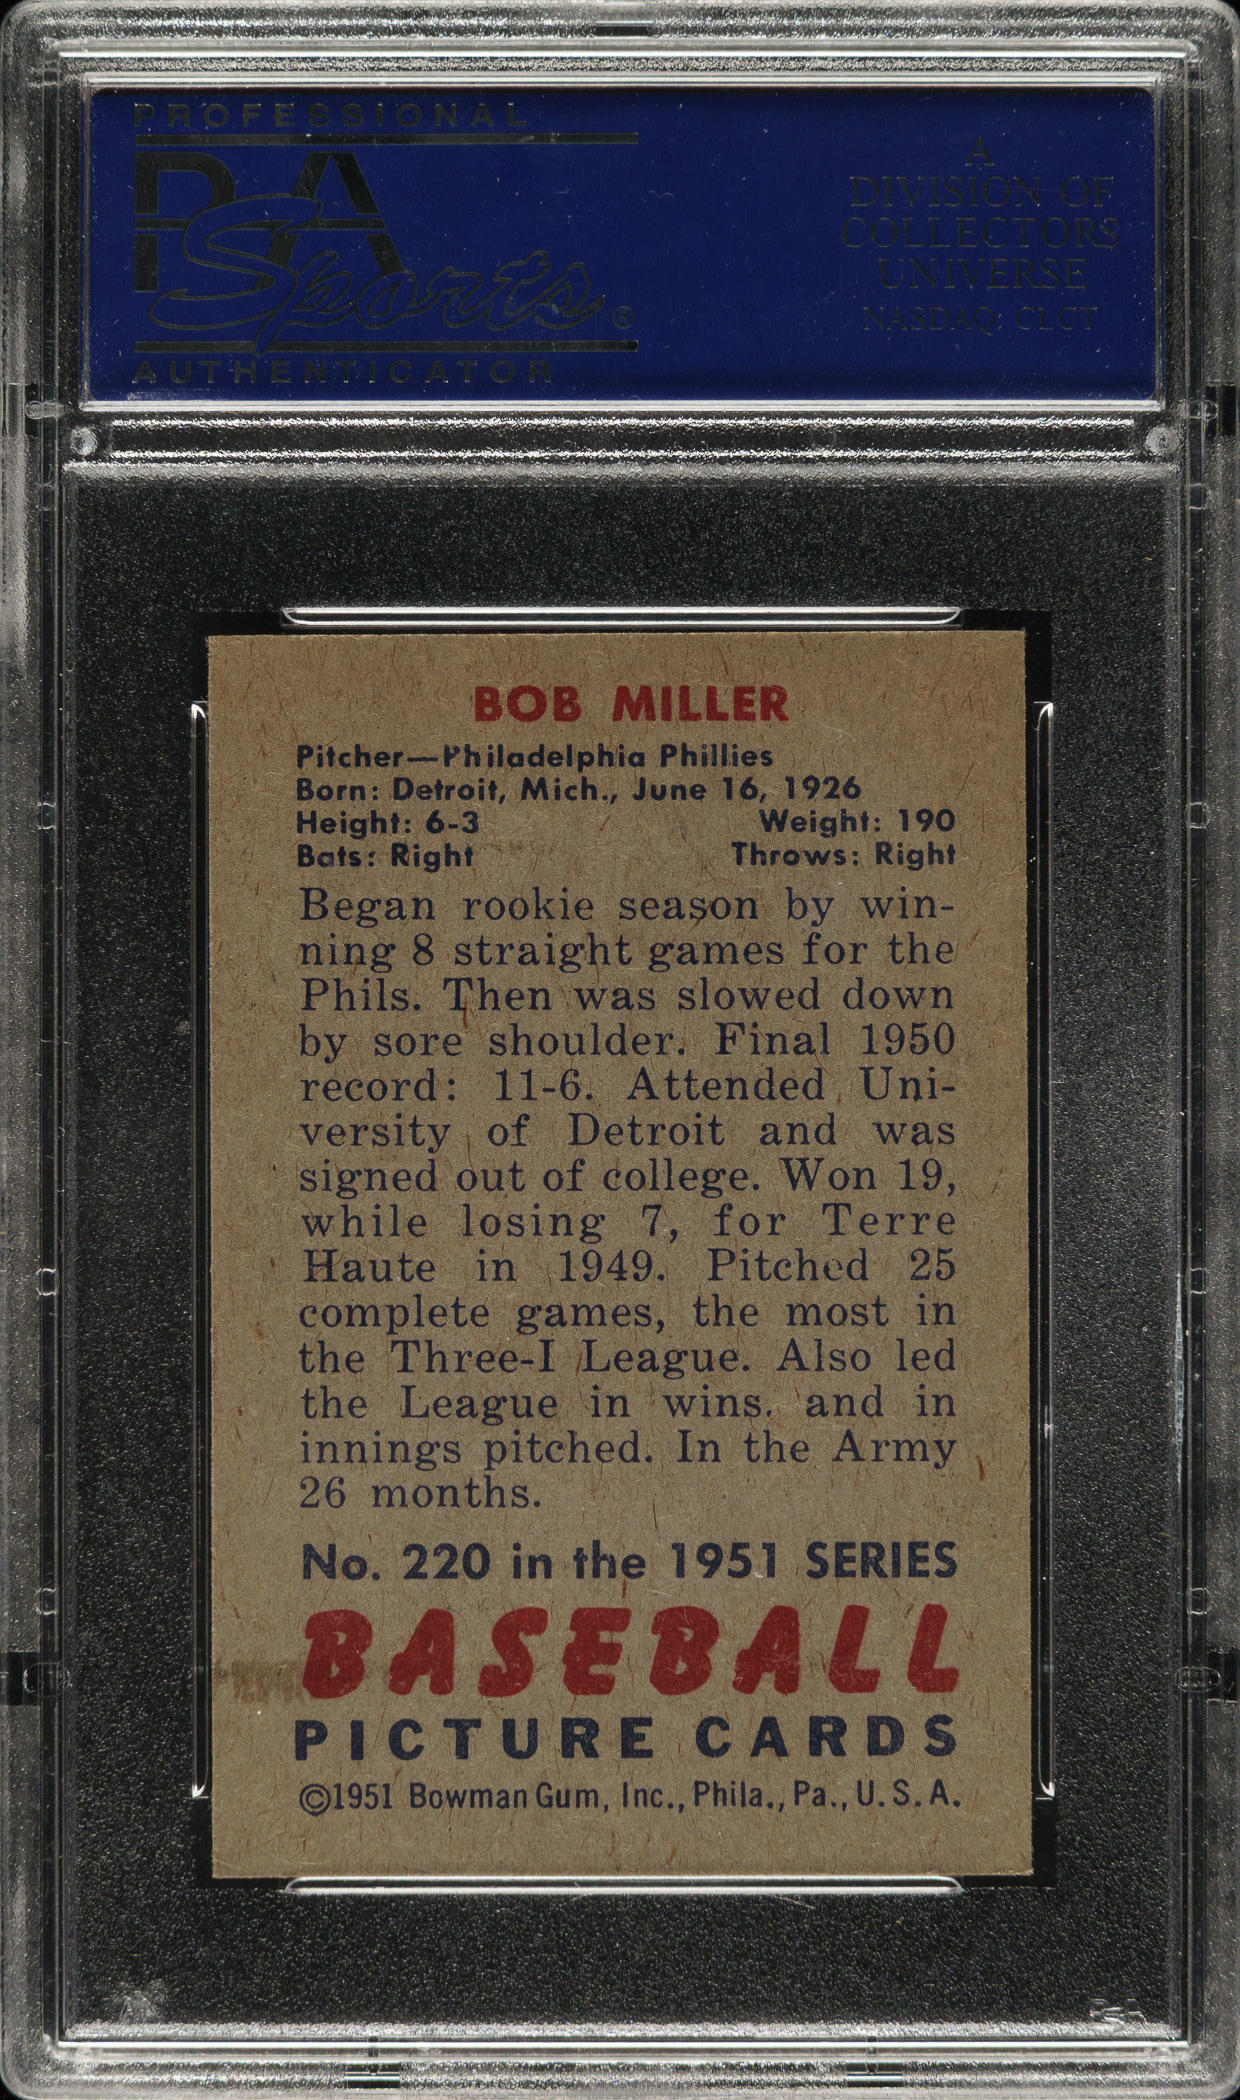 PROFESSIONAL
PSA
Sports®
AUTHENTICATOR
A
DIVISION OF
COLLECTORS
UNIVERSE
NASDAQ: CLCT
BOB MILLER
Pitcher—Philadelphia Phillies
Born: Detroit, Mich., June 16, 1926
Height: 6-3 Weight: 190
Bats: Right Throws: Right
Began rookie season by win-
ning 8 straight games for the
Phils. Then was slowed down
by sore shoulder. Final 1950
record: 11-6. Attended Uni-
versity of Detroit and was
signed out of college. Won 19,
while losing 7, for Terre
Haute in 1949. Pitched 25
complete games, the most in
the Three-I League. Also led
the League in wins, and in
innings pitched. In the Army
26 months.
No. 220 in the 1951 SERIES
BASEBALL
PICTURE CARDS
©1951 Bowman Gum, Inc., Phila., Pa., U.S.A.
PSA